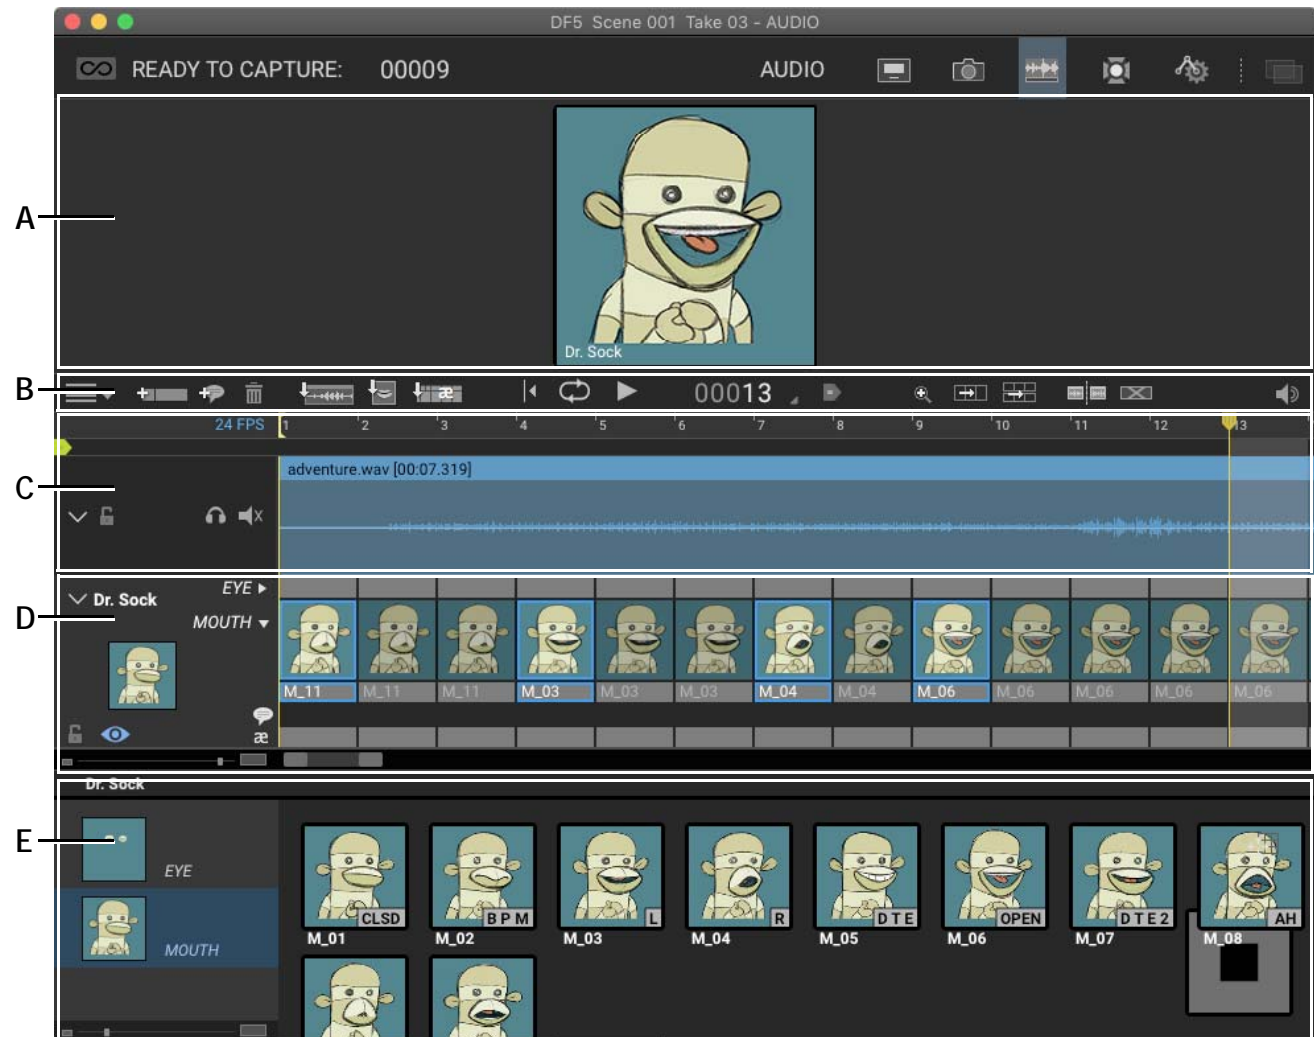 DF5 Scene 001 Take 03 - AUDIO
READY TO CAPTURE: 00009 AUDIO
A
Dr. Sock
B
00013
24 FPS 1 2 3 4 5 6 7 8 9 10 11 12 13
adventure.wav [00:07.319]
C
EYE
Dr. Sock
D
MOUTH
M_11 M_11 M_11 M_03 M_03 M_03 M_04 M_04 M_06 M_06 M_06 M_06 M_06
æ
Dr. Sock
E
EYE
CLSD B P M L R D T E OPEN D T E 2 AH
M_01 M_02 M_03 M_04 M_05 M_06 M_07 M_08
MOUTH